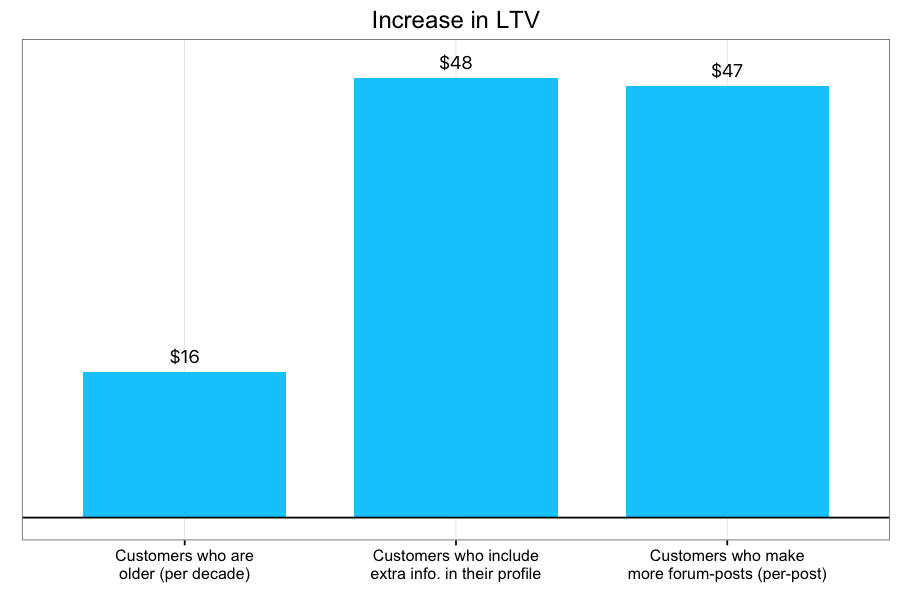 Increase in LTV
$48
$47
$16
Customers who are
older (per decade)
Customers who include
extra info. in their profile
Customers who make
more forum-posts (per-post)